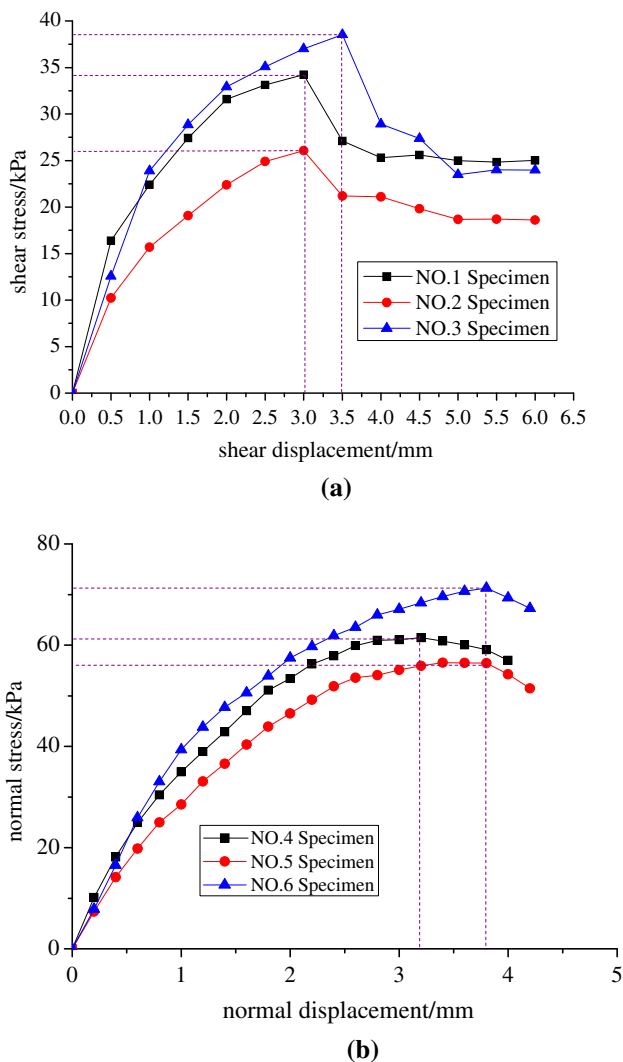 40
35
30
25
20
15
10
5
0
shear stress/kPa
NO.1 Specimen
NO.2 Specimen
NO.3 Specimen
0.0 0.5 1.0 1.5 2.0 2.5 3.0 3.5 4.0 4.5 5.0 5.5 6.0 6.5
shear displacement/mm
(a)
80
60
40
20
0
normal stress/kPa
NO.4 Specimen
NO.5 Specimen
NO.6 Specimen
0 1 2 3 4 5
normal displacement/mm
(b)